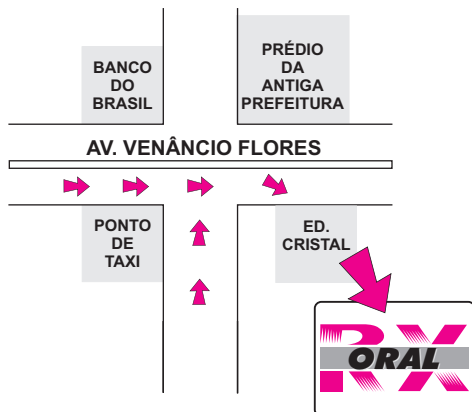 BANCO
DO
BRASIL
PRÉDIO
DA
ANTIGA
PREFEITURA
AV. VENÂNCIO FLORES
PONTO
DE
TAXI
ED.
CRISTAL
RX
ORAL